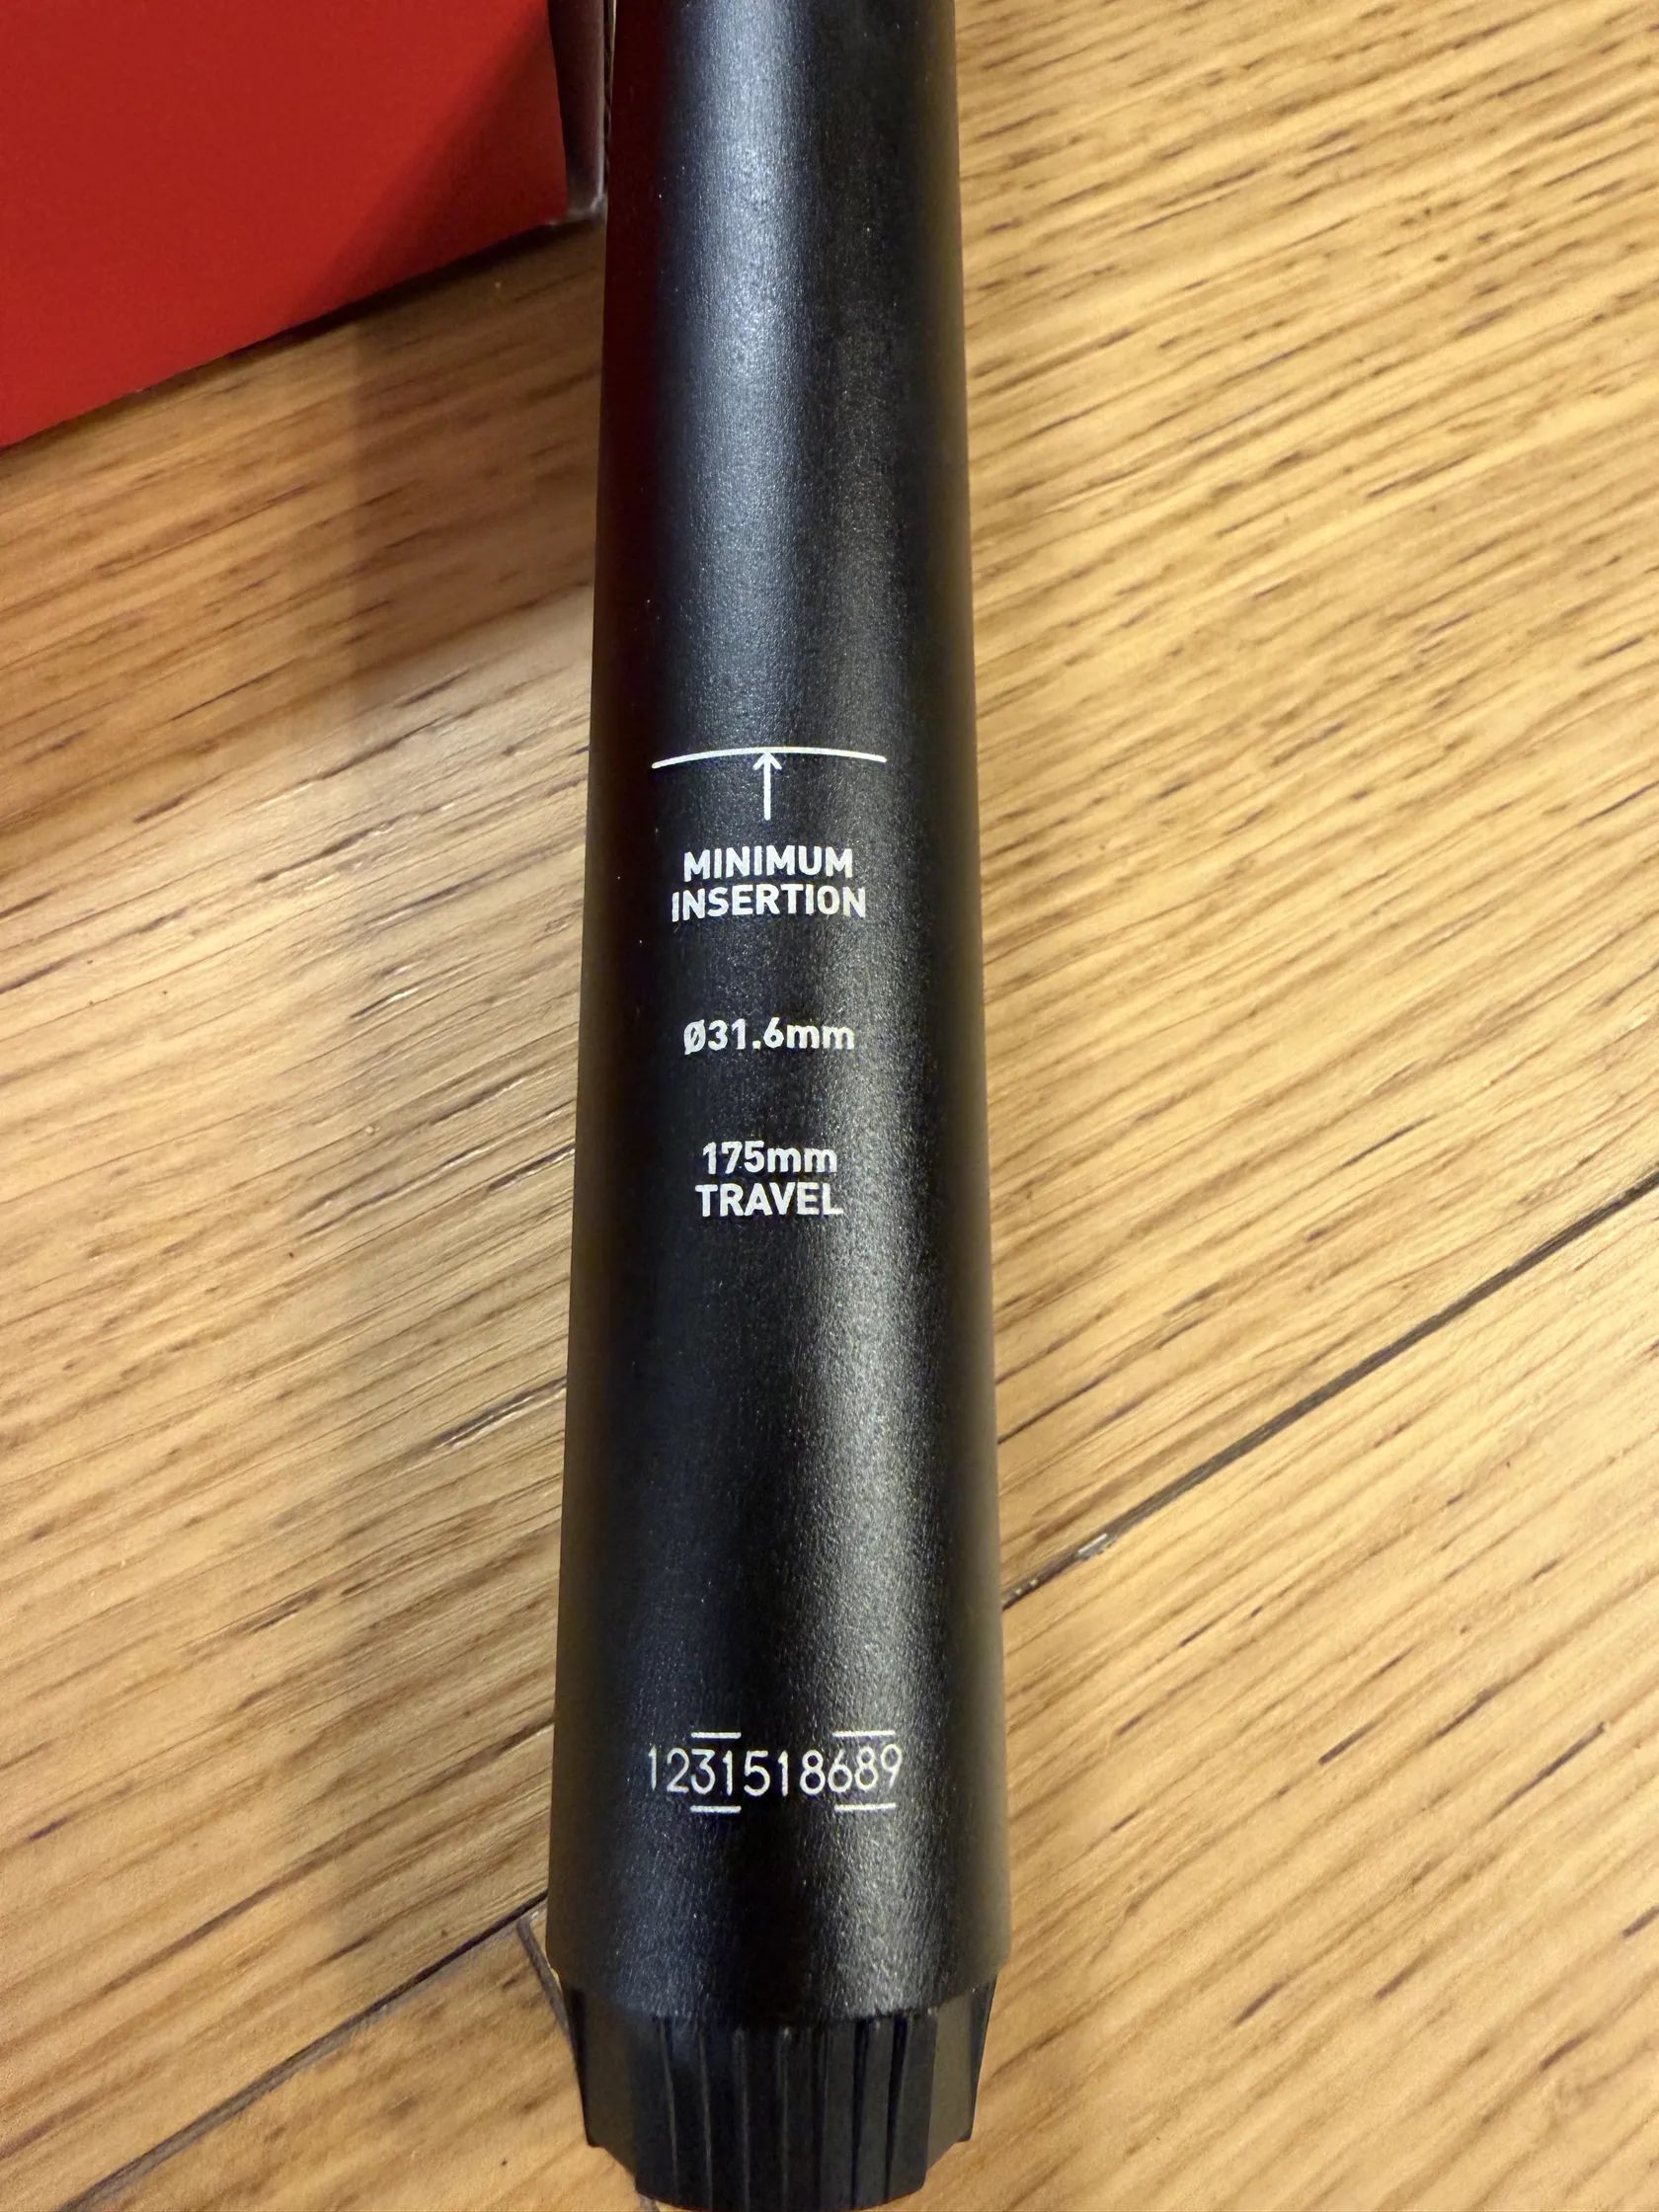 MINIMUM
INSERTION
Ø31.6mm
175mm
TRAVEL
1231518689